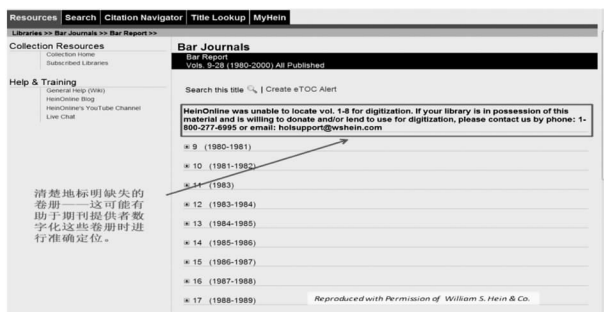 Resources Search Citation Navigator Title Lookup MyHein
Libraries >> Bar Journals >> Bar Report >>
Collection Resources
Collection Home
Subscribed Libraries
Help & Training
General Help (Wiki)
HeinOnline Blog
HeinOnline's YouTube Channel
Live Chat
Bar Journals
Bar Report
Vols. 9-28 (1980-2000) All Published
Search this title | Create eTOC Alert
HeinOnline was unable to locate vol. 1-8 for digitization. If your library is in possession of this
material and is willing to donate and/or lend to use for digitization, please contact us by phone: 1-
800-277-6995 or email: holsupport@wshein.com
9 (1980-1981)
10 (1981-1982)
11 (1983)
12 (1983-1984)
13 (1984-1985)
14 (1985-1986)
15 (1986-1987)
16 (1987-1988)
17 (1988-1989)
清楚地标明缺失的
卷册——这可能有
助于期刊提供者数
字化这些卷册时进
行准确定位。
Reproduced with Permission of William S. Hein & Co.